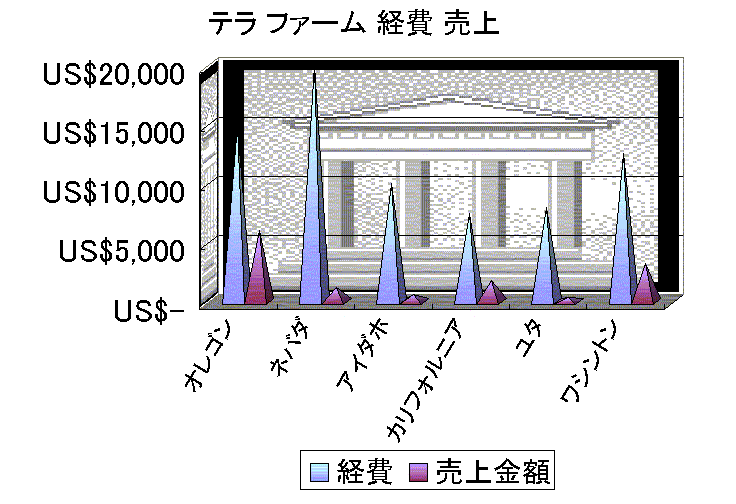 テラ ファーム 経費 売上
US$20,000
US$15,000
US$10,000
US$5,000
US$-
オレゴン
ネバダ
アイダホ
カリフォルニア
ユタ
ワシントン
経費
売上金額